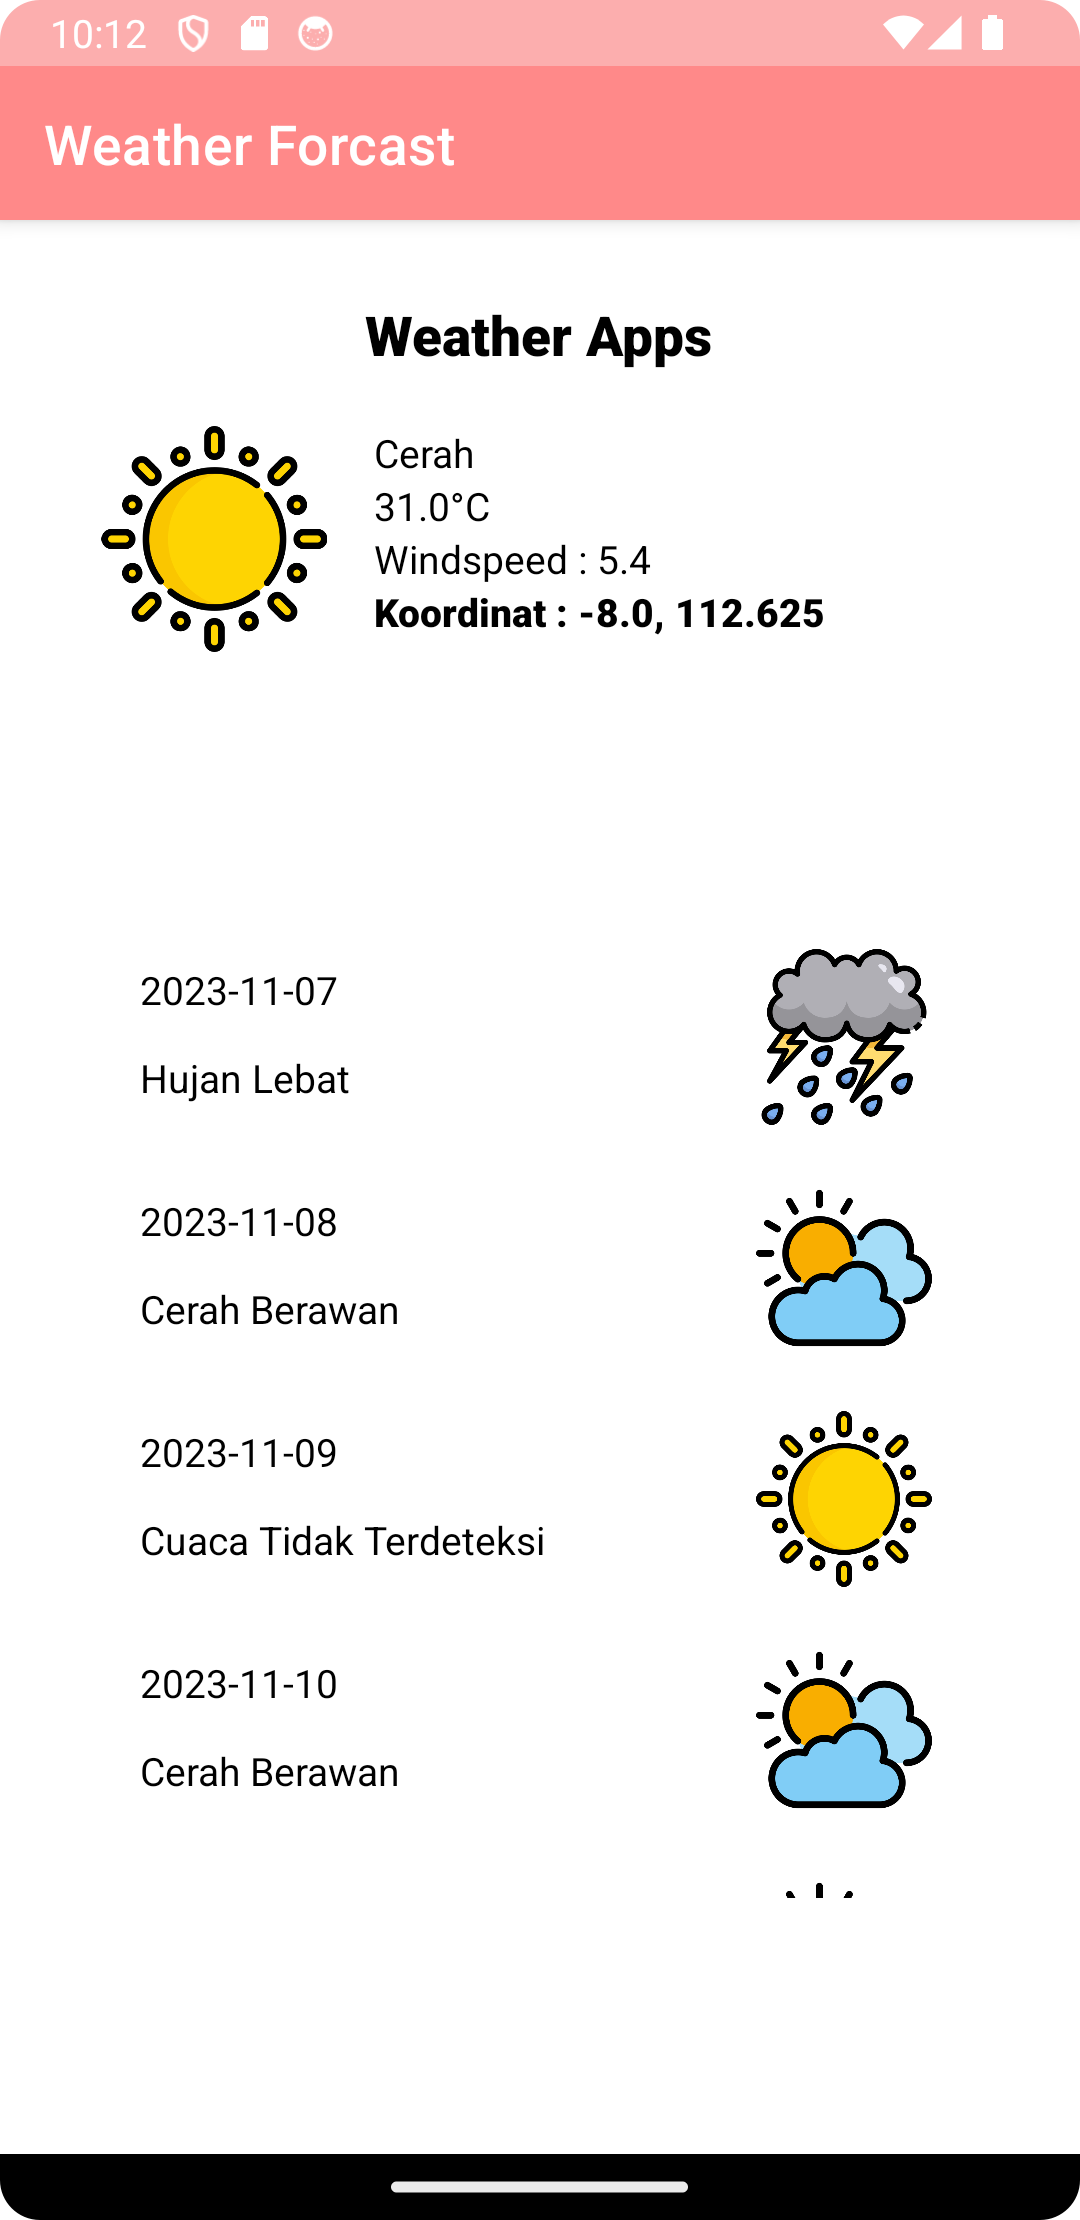 10:12
Weather Forcast
Weather Apps
Cerah
31.0°C
Windspeed : 5.4
Koordinat : -8.0, 112.625
2023-11-07
Hujan Lebat
2023-11-08
Cerah Berawan
2023-11-09
Cuaca Tidak Terdeteksi
2023-11-10
Cerah Berawan